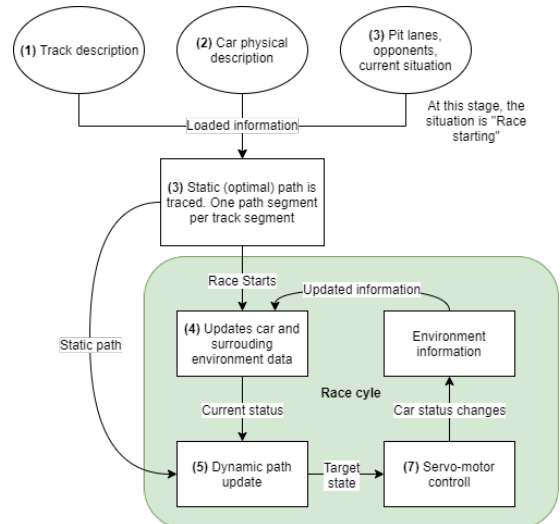 (1) Track description
(2) Car physical
description
(3) Pit lanes,
opponents,
current situation
At this stage, the
situation is "Race
starting"
Loaded information
(3) Static (optimal) path is
traced. One path segment
per track segment
Race Starts
Updated information
Static path
(4) Updates car and
surrouding
environment data
Environment
information
Race cyle
Current status
Car status changes
(5) Dynamic path
update
Target
state
(7) Servo-motor
controll